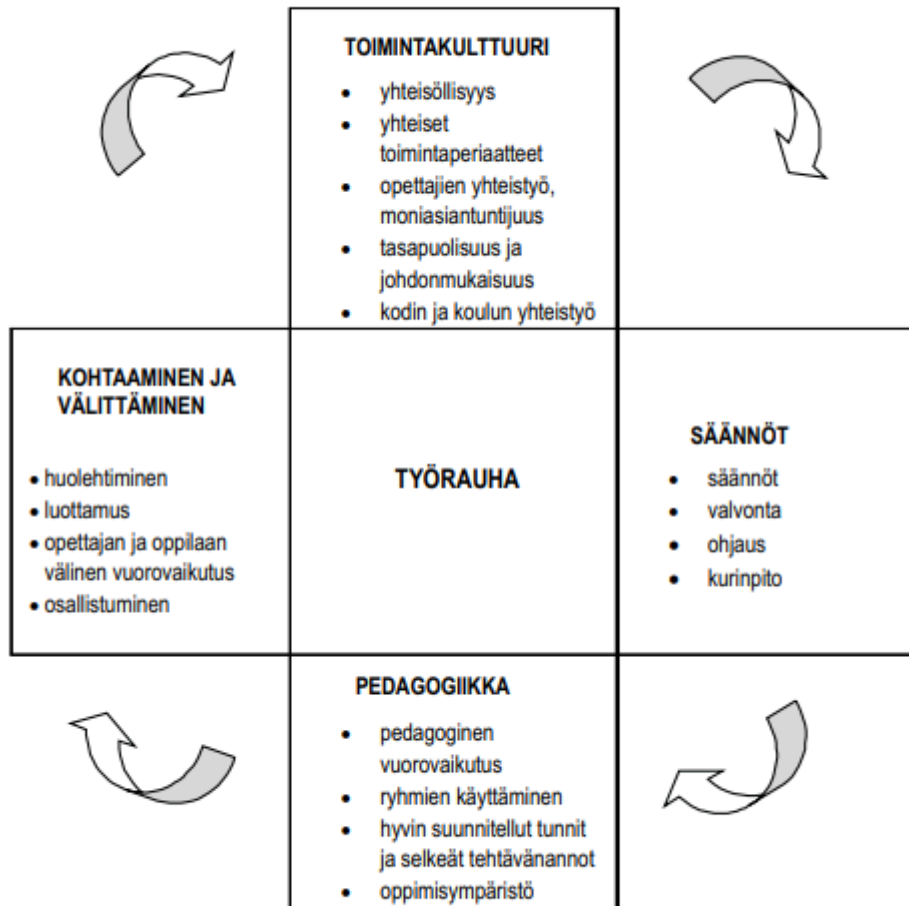 TOIMINTAKULTTUURI
• yhteisöllisyys
• yhteiset
toimintaperiaatteet
• opettajien yhteistyö,
moniasiantuntijuus
• tasapuolisuus ja
johdonmukaisuus
• kodin ja koulun yhteistyö
KOHTAAMINEN JA
VÄLITTÄMINEN
• huolehtiminen
• luottamus
• opettajan ja oppilaan
välinen vuorovaikutus
• osallistuminen
TYÖRAUHA
SÄÄNNÖT
• säännöt
• valvonta
• ohjaus
• kurinpito
PEDAGOGIIKKA
• pedagoginen
vuorovaikutus
• ryhmien käyttäminen
• hyvin suunnitellut tunnit
ja selkeät tehtävänannot
• oppimisympäristö